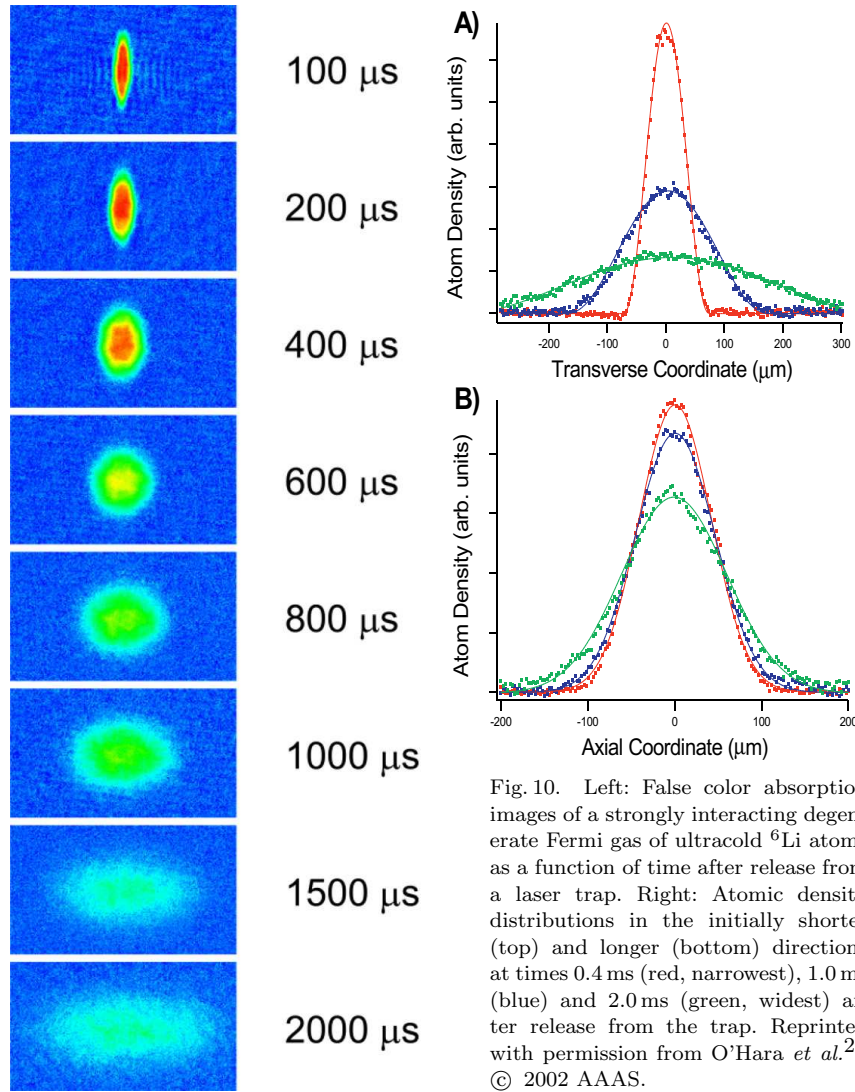 100 μs
200 μs
400 μs
600 μs
800 μs
1000 μs
1500 μs
2000 μs
A)
Atom Density (arb. units)
-200 -100 0 100 200 300
Transverse Coordinate (μm)
B)
Atom Density (arb. units)
-200 -100 0 100 200
Axial Coordinate (μm)
Fig. 10. Left: False color absorptio
images of a strongly interacting degen
erate Fermi gas of ultracold ⁶Li atom
as a function of time after release from
a laser trap. Right: Atomic densit
distributions in the initially shorte
(top) and longer (bottom) direction
at times 0.4 ms (red, narrowest), 1.0 m
(blue) and 2.0 ms (green, widest) af
ter release from the trap. Reprinte
with permission from O'Hara et al.²
© 2002 AAAS.